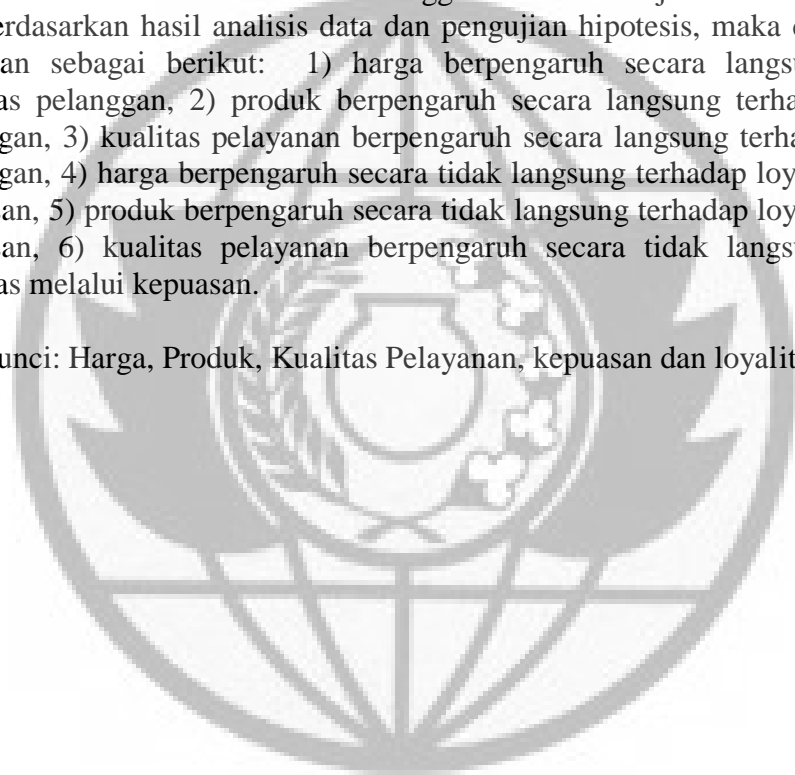 erdasarkan hasil analisis data dan pengujian hipotesis, maka
an sebagai berikut: 1) harga berpengaruh secara langsu
as pelanggan, 2) produk berpengaruh secara langsung terha
gan, 3) kualitas pelayanan berpengaruh secara langsung terha
gan, 4) harga berpengaruh secara tidak langsung terhadap loy
an, 5) produk berpengaruh secara tidak langsung terhadap loy
an, 6) kualitas pelayanan berpengaruh secara tidak langsu
as melalui kepuasan.
unci: Harga, Produk, Kualitas Pelayanan, kepuasan dan loyalit